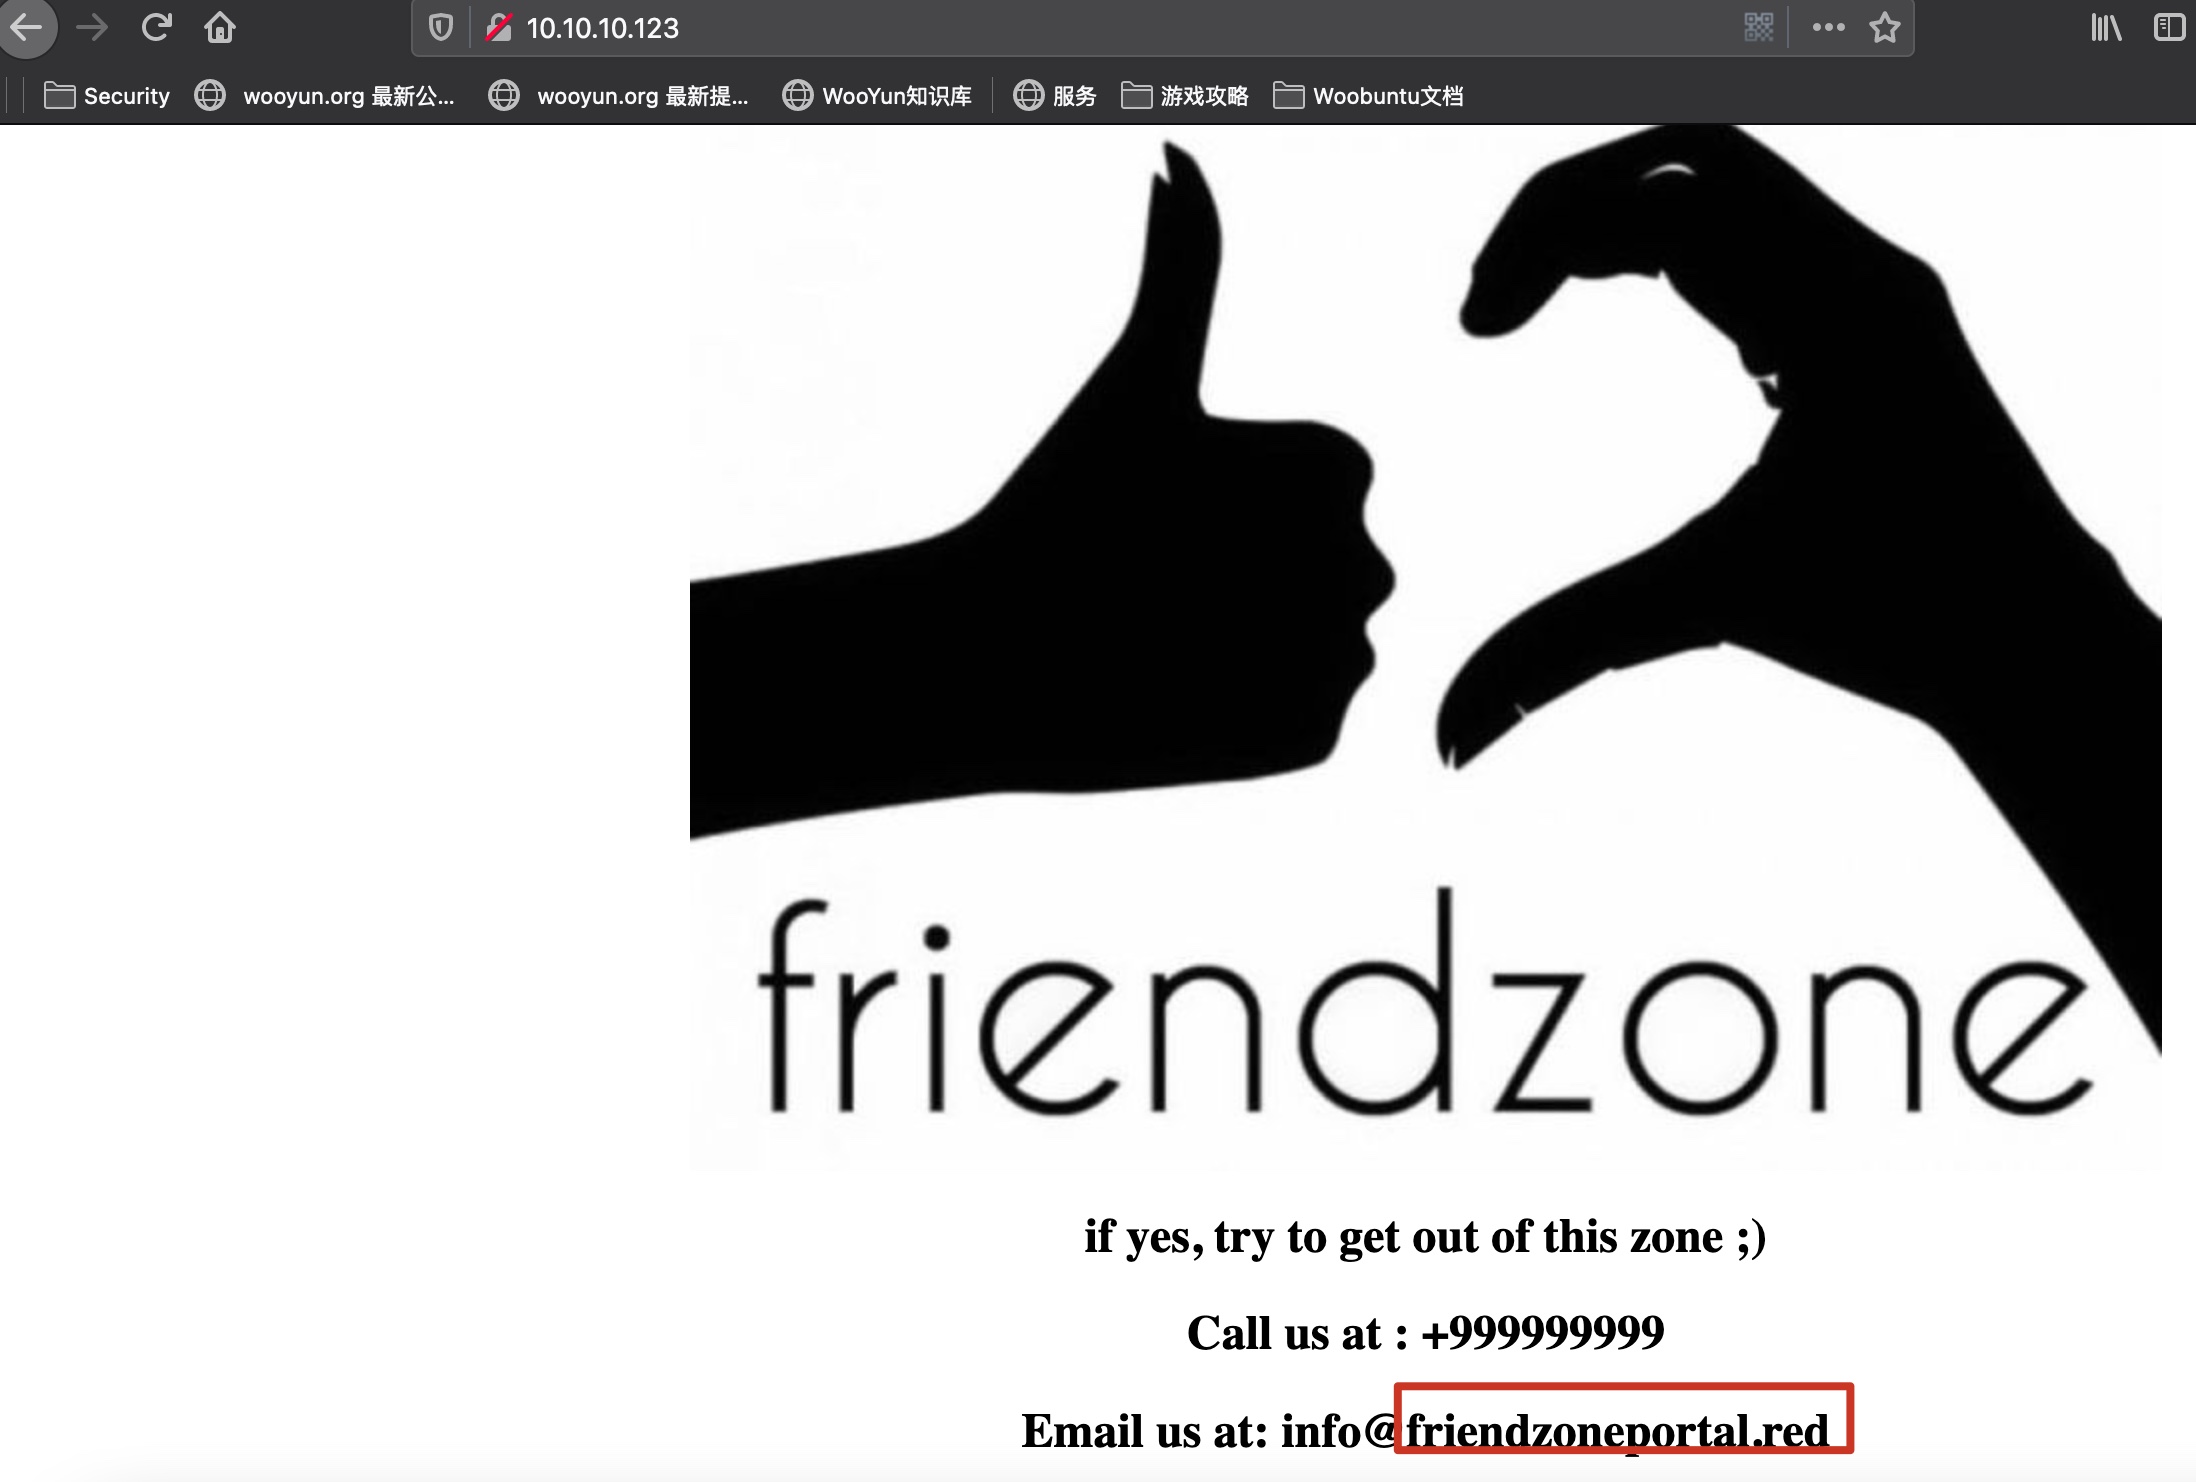 10.10.10.123
Security wooyun.org 最新公... wooyun.org 最新提... WooYun知识库 服务 游戏攻略 Woobuntu文档
friendzone
if yes, try to get out of this zone ;)
Call us at : +999999999
Email us at: info@friendzoneportal.red